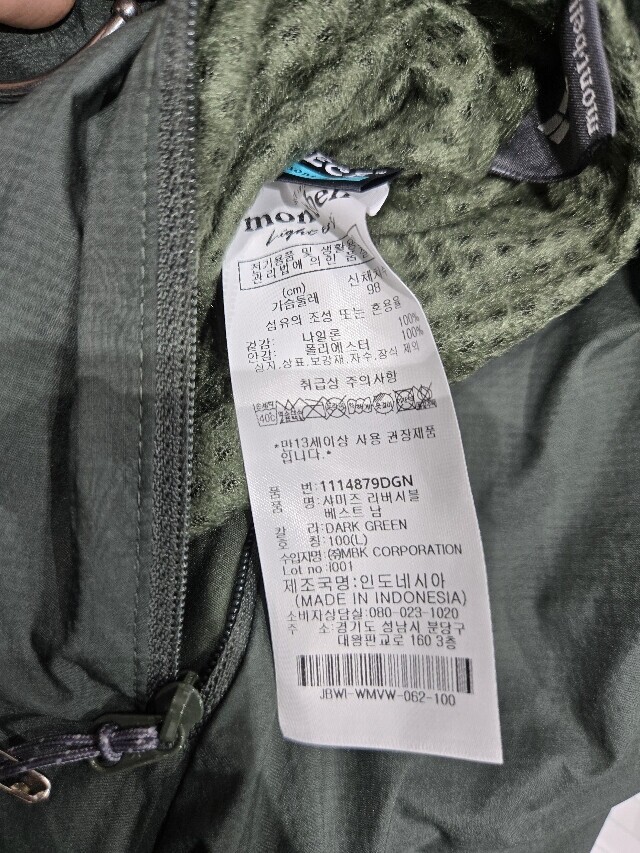 montbell
mont bell
Light
전기용품 및 생활용품
관리법에 의한 품
(cm) 신체치
가슴둘레 98
섬유의 조성 또는 혼용율
겉감: 나일론 100%
안감: 폴리에스터 100%
심지,상표,보강재,자수,장식 제외
취급상 주의사항
40℃
*만13세이상 사용 권장제품
입니다.*
품 번:1114879DGN
품 명:샤미즈 리버시블
베스트 남
칼 라:DARK GREEN
호 칭:100(L)
수입자명:㈜MBK CORPORATION
Lot no:I001
제조국명:인도네시아
(MADE IN INDONESIA)
소비자상담실:080-023-1020
주 소:경기도 성남시 분당구
대왕판교로 160 3층
JBWI-WMVW-062-100